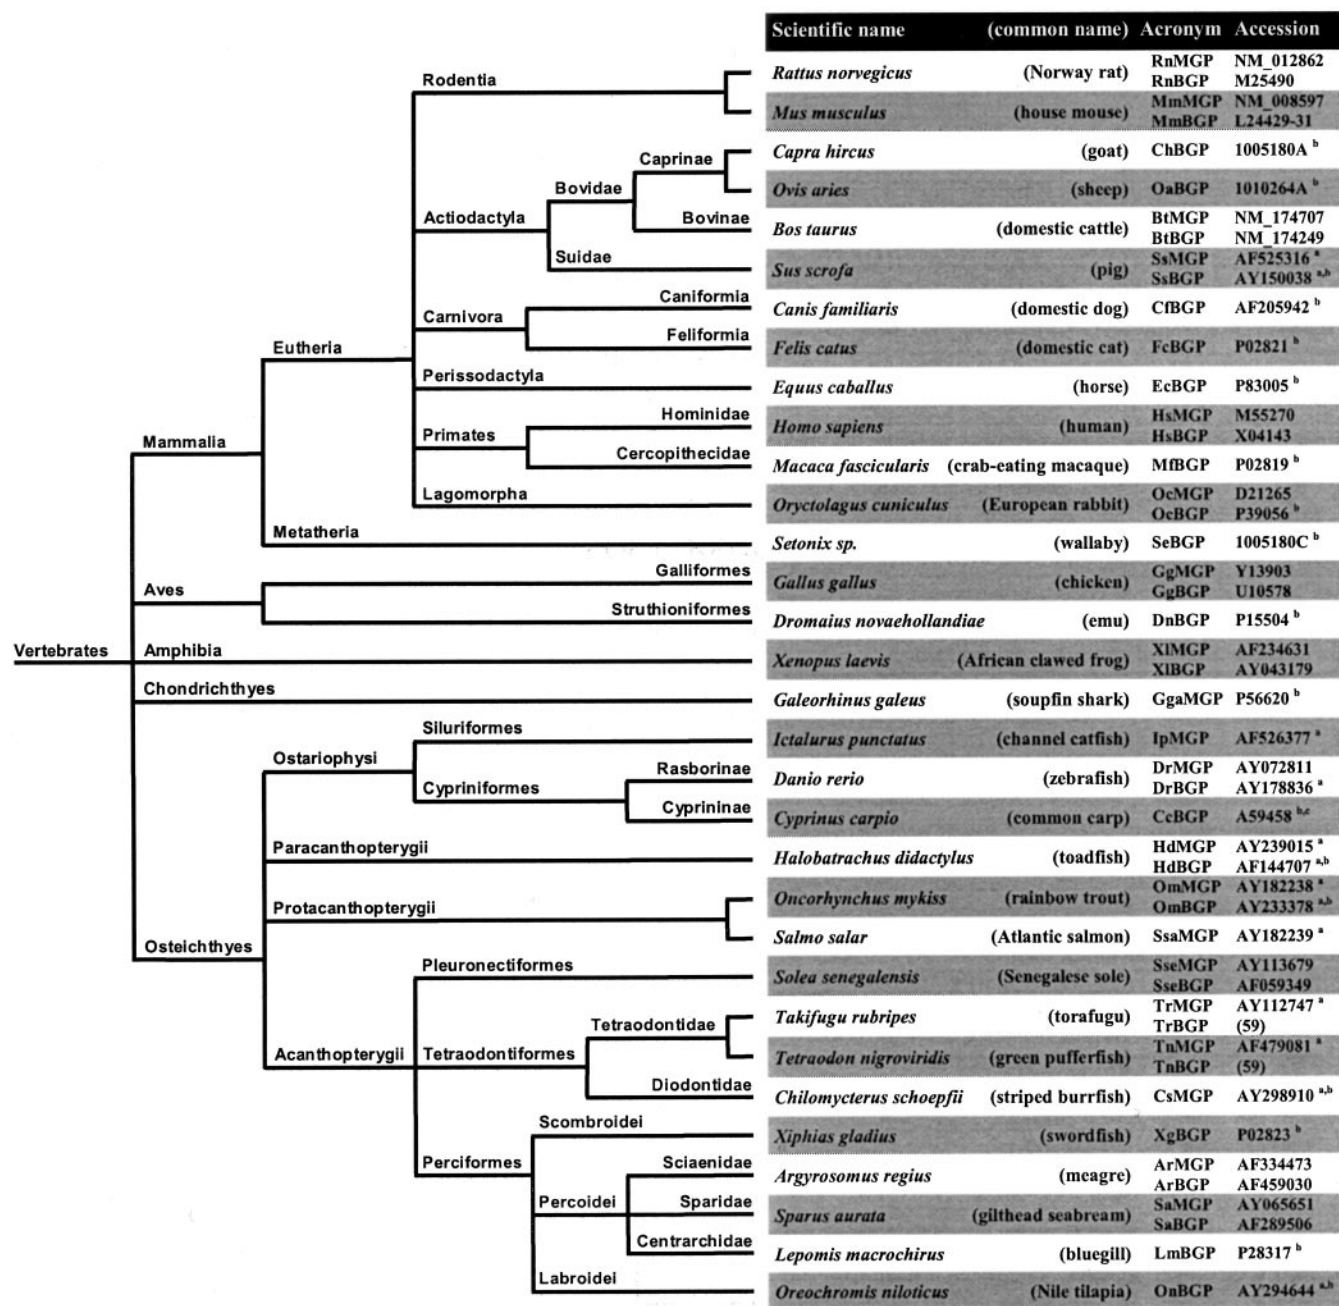 Scientific name (common name) Acronym Accession
Rodentia
Rattus norvegicus (Norway rat) RnMGP NM_012862
RnBGP M25490
Mus musculus (house mouse) MmMGP NM_008597
MmBGP L24429-31
Caprinae
Capra hircus (goat) ChBGP 1005180A b
Bovidae
Ovis aries (sheep) OaBGP 1010264A b
Actiodactyla
Bovinae
Bos taurus (domestic cattle) BtMGP NM_174707
BtBGP NM_174249
Suidae
Sus scrofa (pig) SsMGP AF525316 a
SsBGP AY150038 a,b
Caniformia
Canis familiaris (domestic dog) CfBGP AF205942 b
Carnivora
Feliformia
Felis catus (domestic cat) FcBGP P02821 b
Eutheria
Perissodactyla
Equus caballus (horse) EcBGP P83005 b
Hominidae
Homo sapiens (human) HsMGP M55270
HsBGP X04143
Mammalia
Primates
Cercopithecidae
Macaca fascicularis (crab-eating macaque) MfBGP P02819 b
Lagomorpha
Oryctolagus cuniculus (European rabbit) OcMGP D21265
OcBGP P39056 b
Metatheria
Setonix sp. (wallaby) SeBGP 1005180C b
Galliformes
Gallus gallus (chicken) GgMGP Y13903
GgBGP U10578
Aves
Struthioniformes
Dromaius novaehollandiae (emu) DnBGP P15504 b
Vertebrates
Amphibia
Xenopus laevis (African clawed frog) XlMGP AF234631
XlBGP AY043179
Chondrichthyes
Galeorhinus galeus (soupfin shark) GgaMGP P56620 b
Siluriformes
Ictalurus punctatus (channel catfish) IpMGP AF526377 a
Ostariophysi
Rasborinae
Danio rerio (zebrafish) DrMGP AY072811
DrBGP AY178836 a
Cypriniformes
Cyprininae
Cyprinus carpio (common carp) CcBGP A59458 b,c
Paracanthopterygii
Halobatrachus didactylus (toadfish) HdMGP AY239015 a
HdBGP AF144707 a,b
Protacanthopterygii
Oncorhynchus mykiss (rainbow trout) OmMGP AY182238 a
OmBGP AY233378 a,b
Salmo salar (Atlantic salmon) SsaMGP AY182239 a
Osteichthyes
Pleuronectiformes
Solea senegalensis (Senegalese sole) SseMGP AY113679
SseBGP AF059349
Tetraodontidae
Takifugu rubripes (torafugu) TrMGP AY112747 a
TrBGP (59)
Acanthopterygii
Tetraodontiformes
Tetraodon nigroviridis (green pufferfish) TnMGP AF479081 a
TnBGP (59)
Diodontidae
Chilomycterus schoepfii (striped burrfish) CsMGP AY298910 a,b
Scombroidei
Xiphias gladius (swordfish) XgBGP P02823 b
Perciformes
Sciaenidae
Argyrosomus regius (meagre) ArMGP AF334473
ArBGP AF459030
Percoidei
Sparidae
Sparus aurata (gilthead seabream) SaMGP AY065651
SaBGP AF289506
Centrarchidae
Lepomis macrochirus (bluegill) LmBGP P28317 b
Labroidei
Oreochromis niloticus (Nile tilapia) OnBGP AY294644 a,b